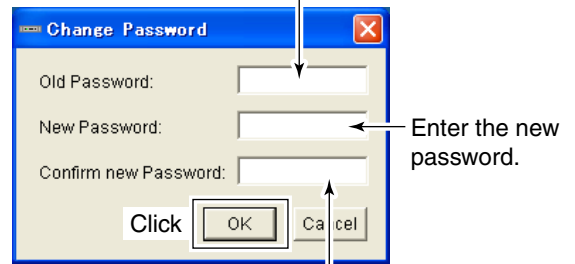 Change Password
Old Password:
New Password:
Enter the new
password.
Confirm new Password:
Click
OK
Cancel